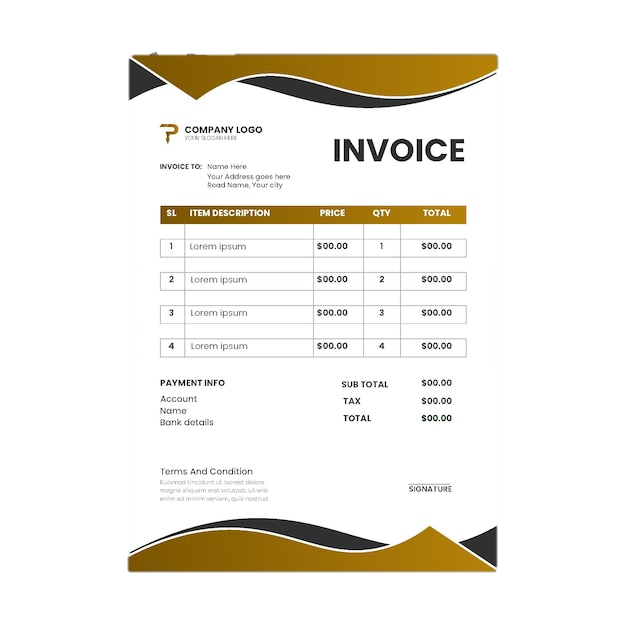 COMPANY LOGO
YOUR SLOGAN HERE
INVOICE
INVOICE TO: Name Here
Your Address goes here
Road Name, Your city
SL ITEM DESCRIPTION PRICE QTY TOTAL
1 Lorem ipsum $00.00 1 $00.00
2 Lorem ipsum $00.00 2 $00.00
3 Lorem ipsum $00.00 3 $00.00
4 Lorem ipsum $00.00 4 $00.00
PAYMENT INFO
Account
Name
Bank details
SUB TOTAL $00.00
TAX $00.00
TOTAL $00.00
Terms And Condition
Euismod tincidunt ut laoreet dolore
magna aliquam erat volutpat. Ut wisi
enim ad minim veniam, quis nostrud
SIGNATURE